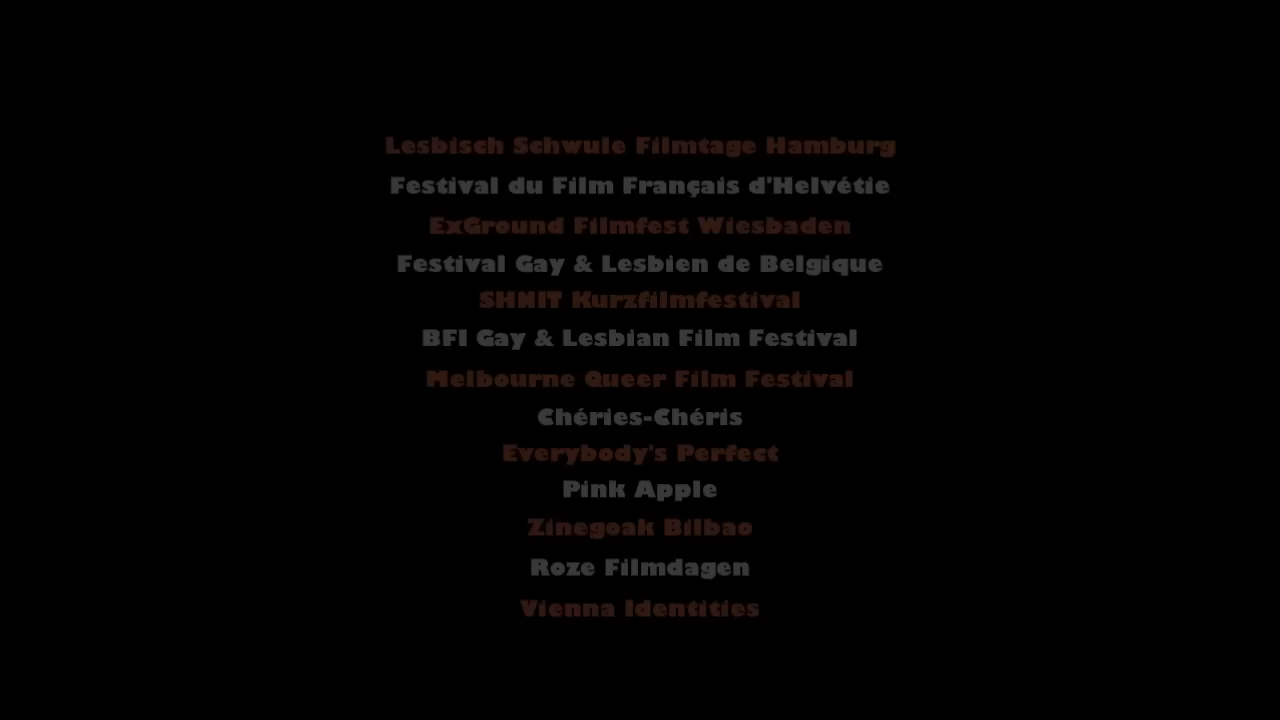 Lesbisch Schwule Filmtage Hamburg
Festival du Film Français d'Helvétie
ExGround Filmfest Wiesbaden
Festival Gay & Lesbien de Belgique
SHNIT Kurzfilmfestival
BFI Gay & Lesbian Film Festival
Melbourne Queer Film Festival
Chéries-Chéris
Everybody's Perfect
Pink Apple
Zinegoak Bilbao
Roze Filmdagen
Vienna Identities